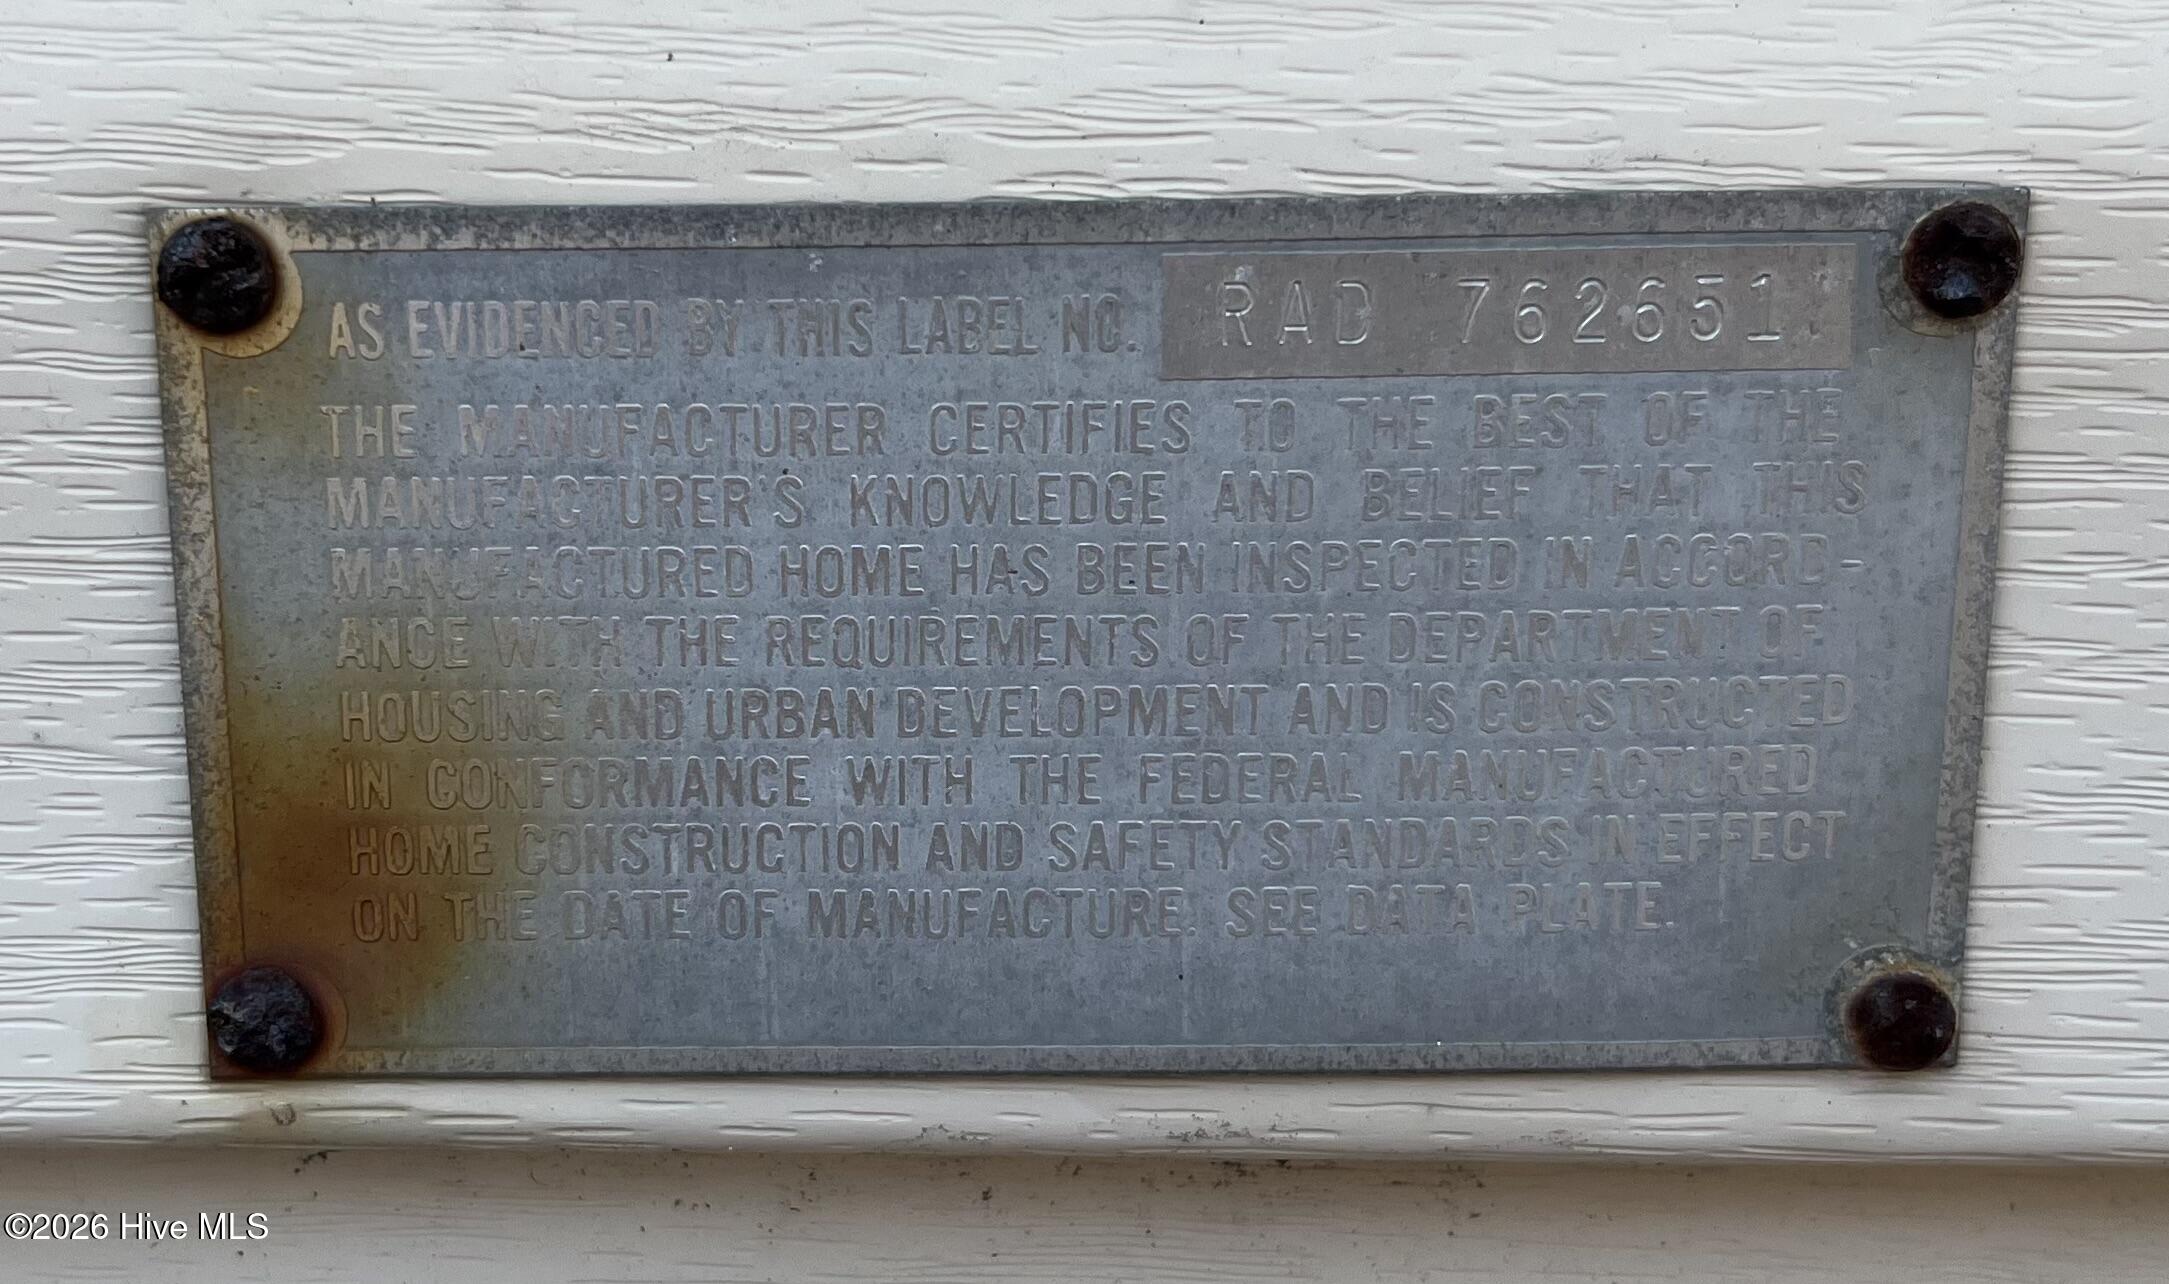 AS EVIDENCED BY THIS LABEL NO. RAD 762651
THE MANUFACTURER CERTIFIES TO THE BEST OF THE
MANUFACTURER'S KNOWLEDGE AND BELIEF THAT THIS
MANUFACTURED HOME HAS BEEN INSPECTED IN ACCORD-
ANCE WITH THE REQUIREMENTS OF THE DEPARTMENT OF
HOUSING AND URBAN DEVELOPMENT AND IS CONSTRUCTED
IN CONFORMANCE WITH THE FEDERAL MANUFACTURED
HOME CONSTRUCTION AND SAFETY STANDARDS IN EFFECT
ON THE DATE OF MANUFACTURE. SEE DATA PLATE.
©2026 Hive MLS